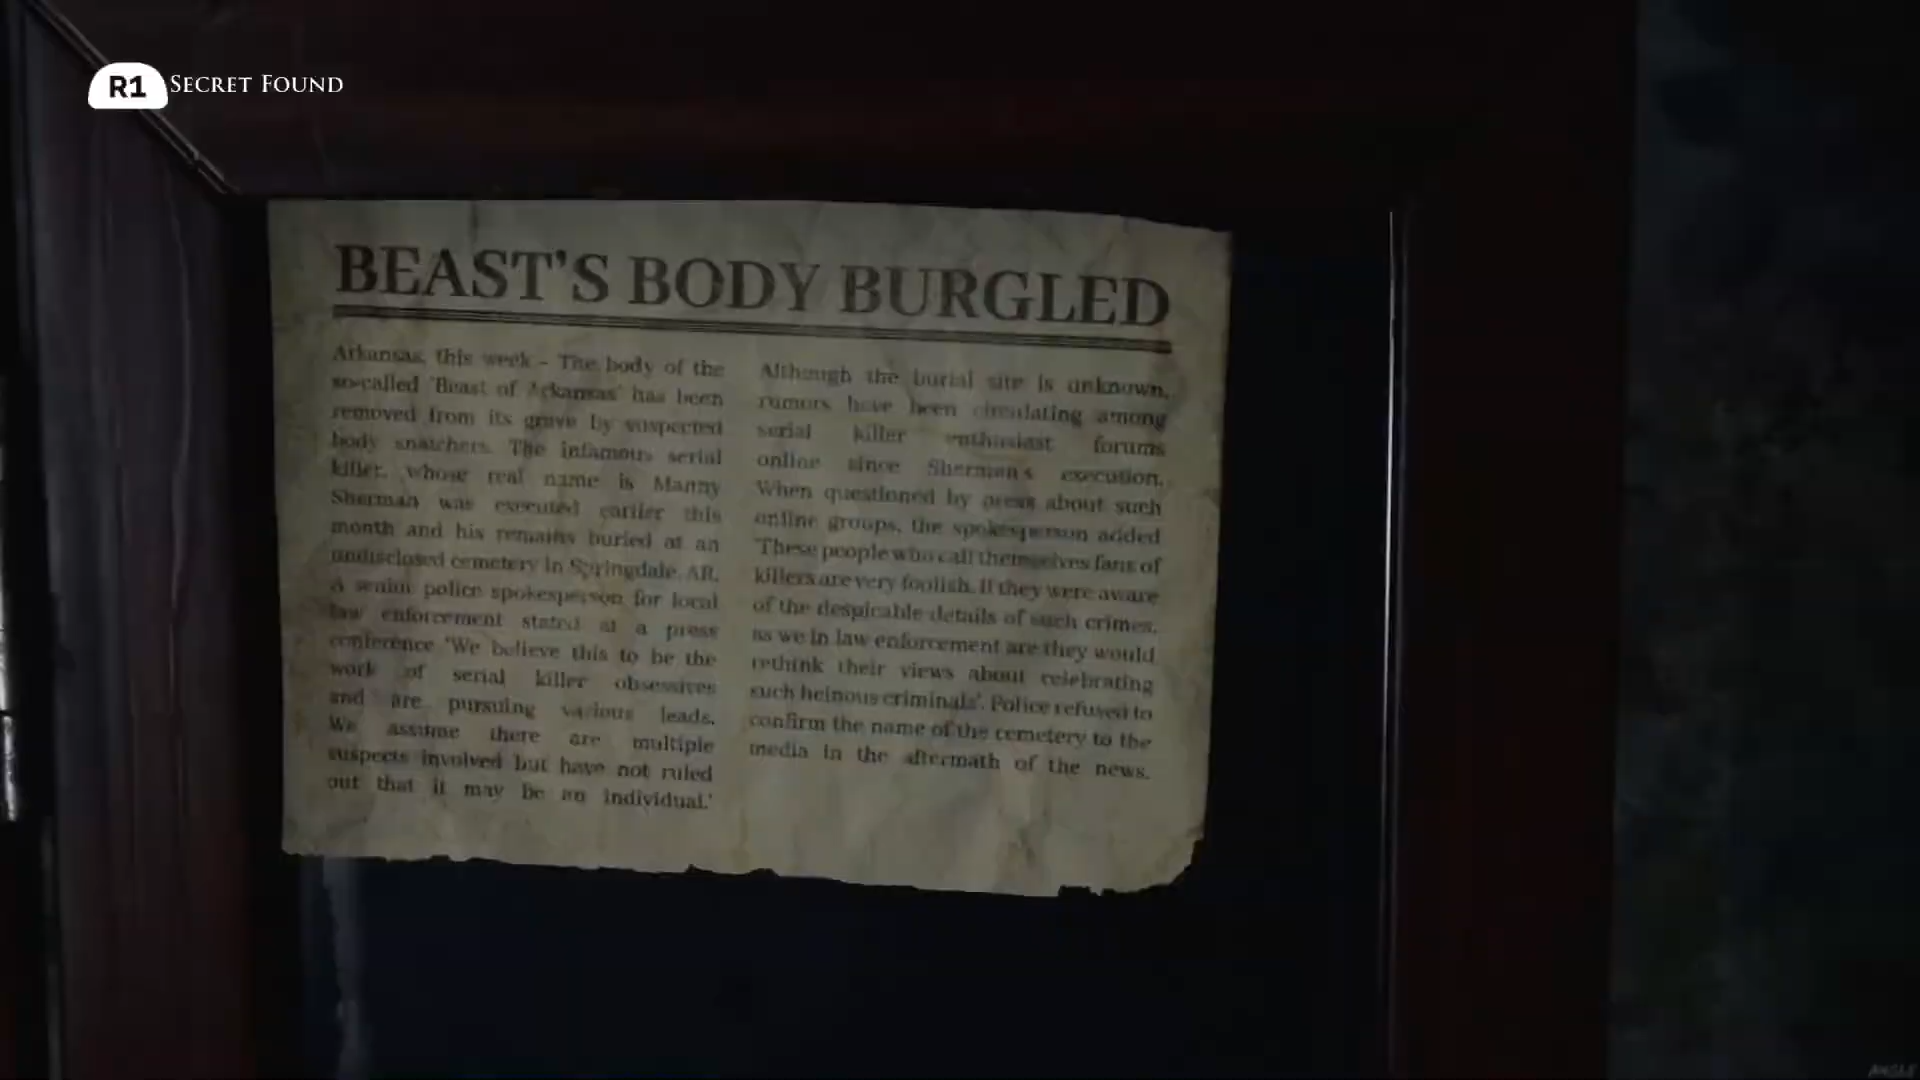 R1 SECRET FOUND
BEAST'S BODY BURGLED
Arkansas, this week - The body of the
so-called 'Beast of Arkansas' has been
removed from its grave by suspected
body snatchers. The infamous serial
killer, whose real name is Manny
Sherman was executed earlier this
month and his remains buried at an
undisclosed cemetery in Springdale, AR.
A senior police spokesperson for local
law enforcement stated at a press
conference 'We believe this to be the
work of serial killer obsessives
and are pursuing various leads.
We assume there are multiple
suspects involved but have not ruled
out that it may be an individual.'
Although the burial site is unknown,
rumors have been circulating among
serial killer enthusiast forums
online since Sherman's execution.
When questioned by press about such
online groups, the spokesperson added
'These people who call themselves fans of
killers are very foolish. If they were aware
of the despicable details of such crimes,
as we in law enforcement are they would
rethink their views about celebrating
such heinous criminals'. Police refused to
confirm the name of the cemetery to the
media in the aftermath of the news.